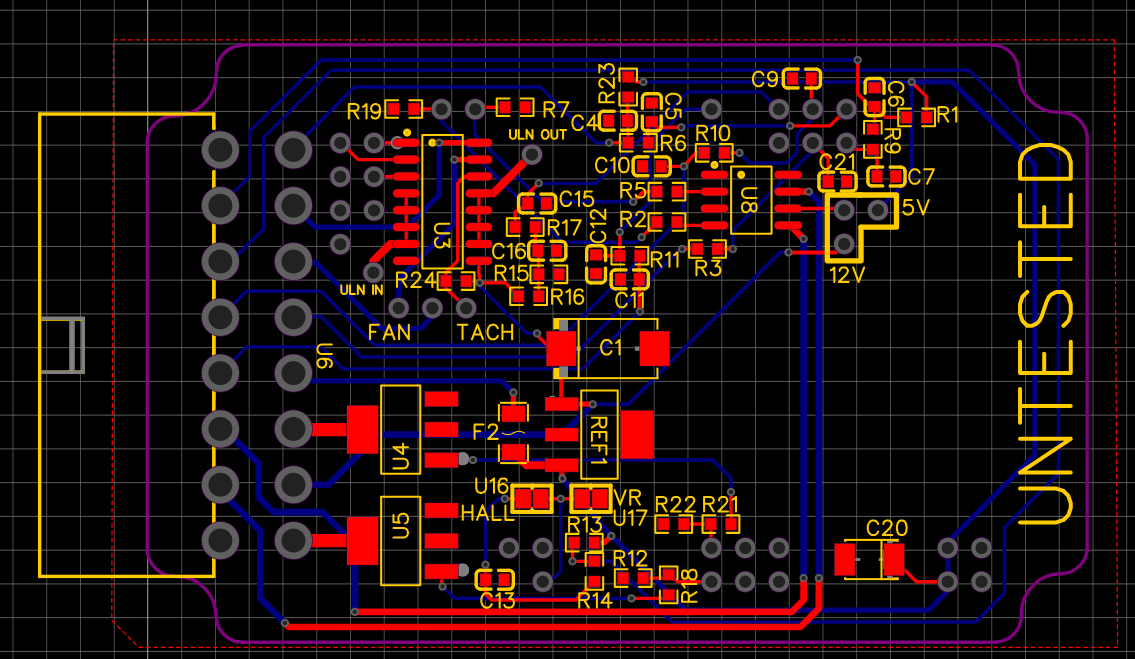 R23
C9
C6
R19
R7
C5
R1
C4
ULN OUT
R6
R10
R9
C10
C21
C7
U3
R5
U8
C15
5V
R17
C12
R2
C16
R11
R3
R24
R15
12V
ULN IN
R16
C11
FAN
TACH
U6
C1
UNTESTED
F2
REF1
U4
U16
VR
HALL
U17
R22
R21
U5
R13
C20
R12
R18
C13
R14